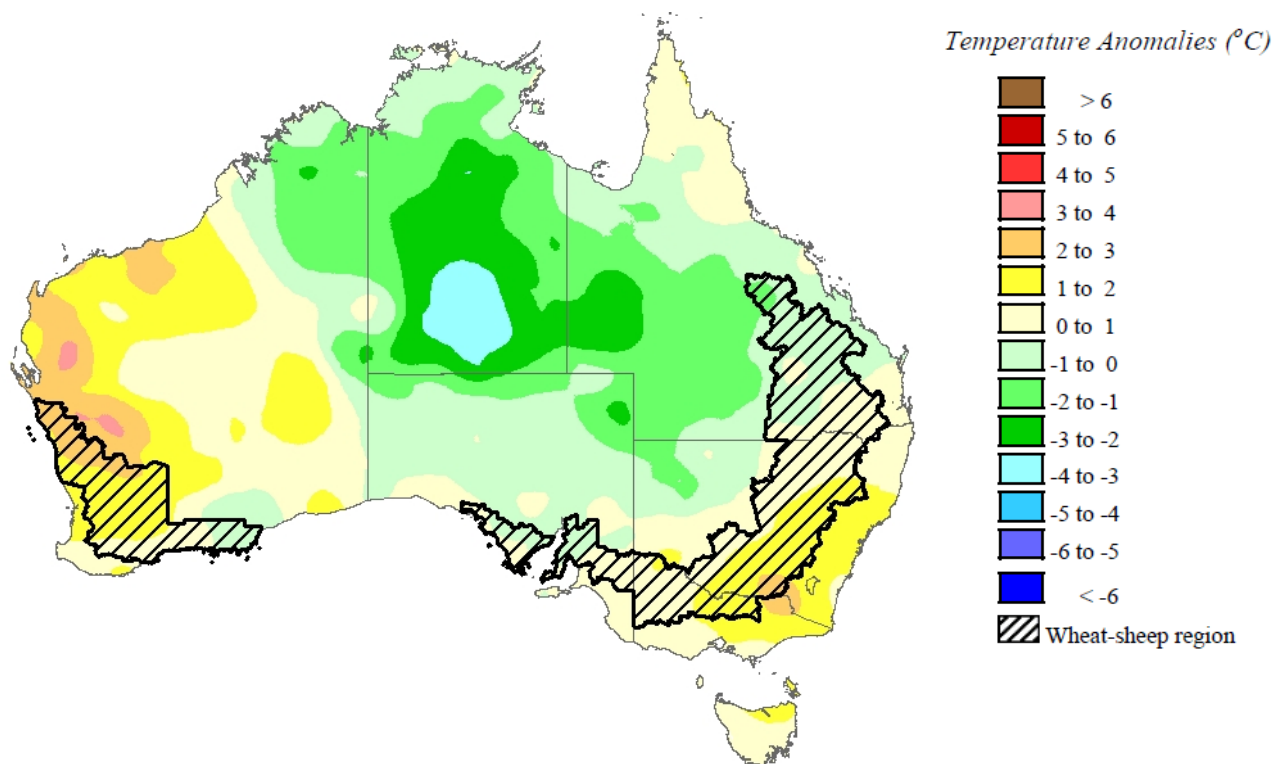 Temperature Anomalies (°C)
> 6
5 to 6
4 to 5
3 to 4
2 to 3
1 to 2
0 to 1
-1 to 0
-2 to -1
-3 to -2
-4 to -3
-5 to -4
-6 to -5
< -6
Wheat-sheep region